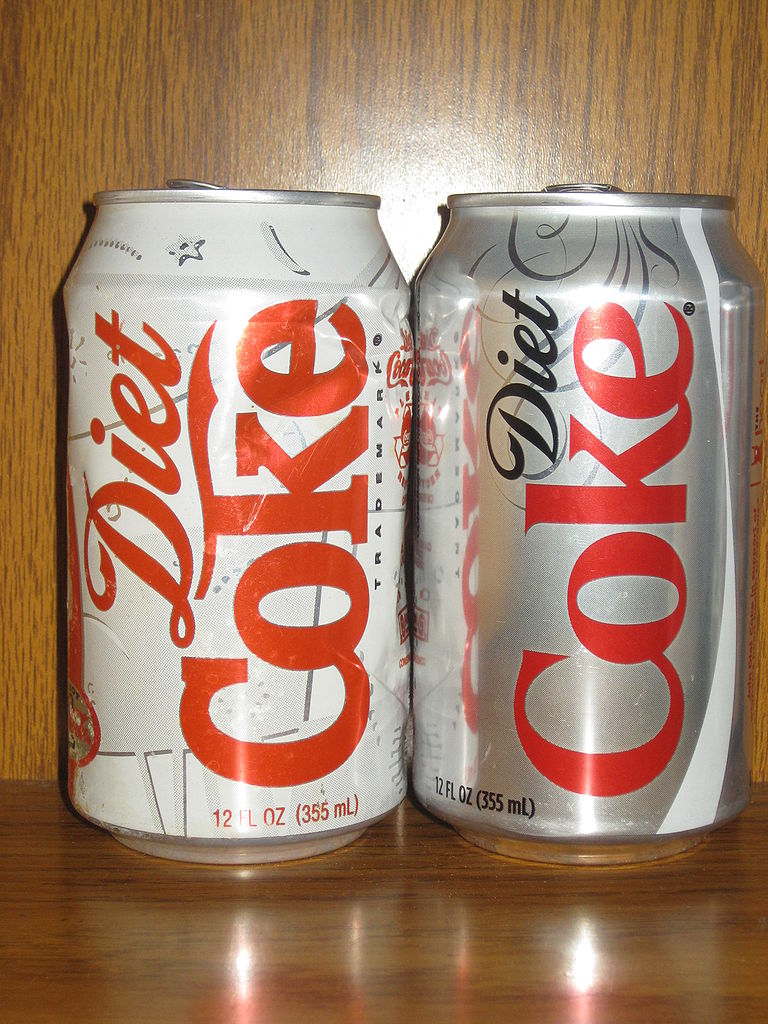 Diet
Coke
TRADEMARK®
12 FL OZ (355 mL)
Diet
Coke®
12 FL OZ (355 mL)